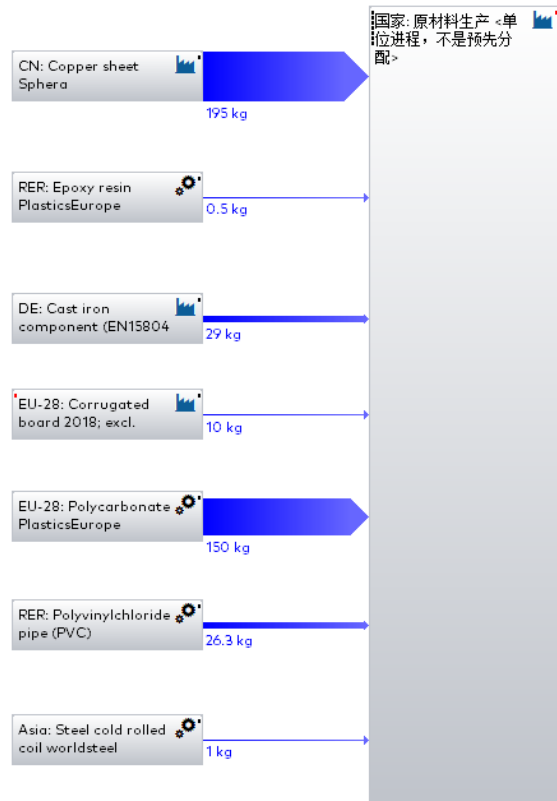 CN: Copper sheet
Sphera
195 kg
国家: 原材料生产 <单
位进程，不是预先分
配>
RER: Epoxy resin
PlasticsEurope
0.5 kg
DE: Cast iron
component (EN15804
29 kg
EU-28: Corrugated
board 2018; excl.
10 kg
EU-28: Polycarbonate
PlasticsEurope
150 kg
RER: Polyvinylchloride
pipe (PVC)
26.3 kg
Asia: Steel cold rolled
coil worldsteel
1 kg